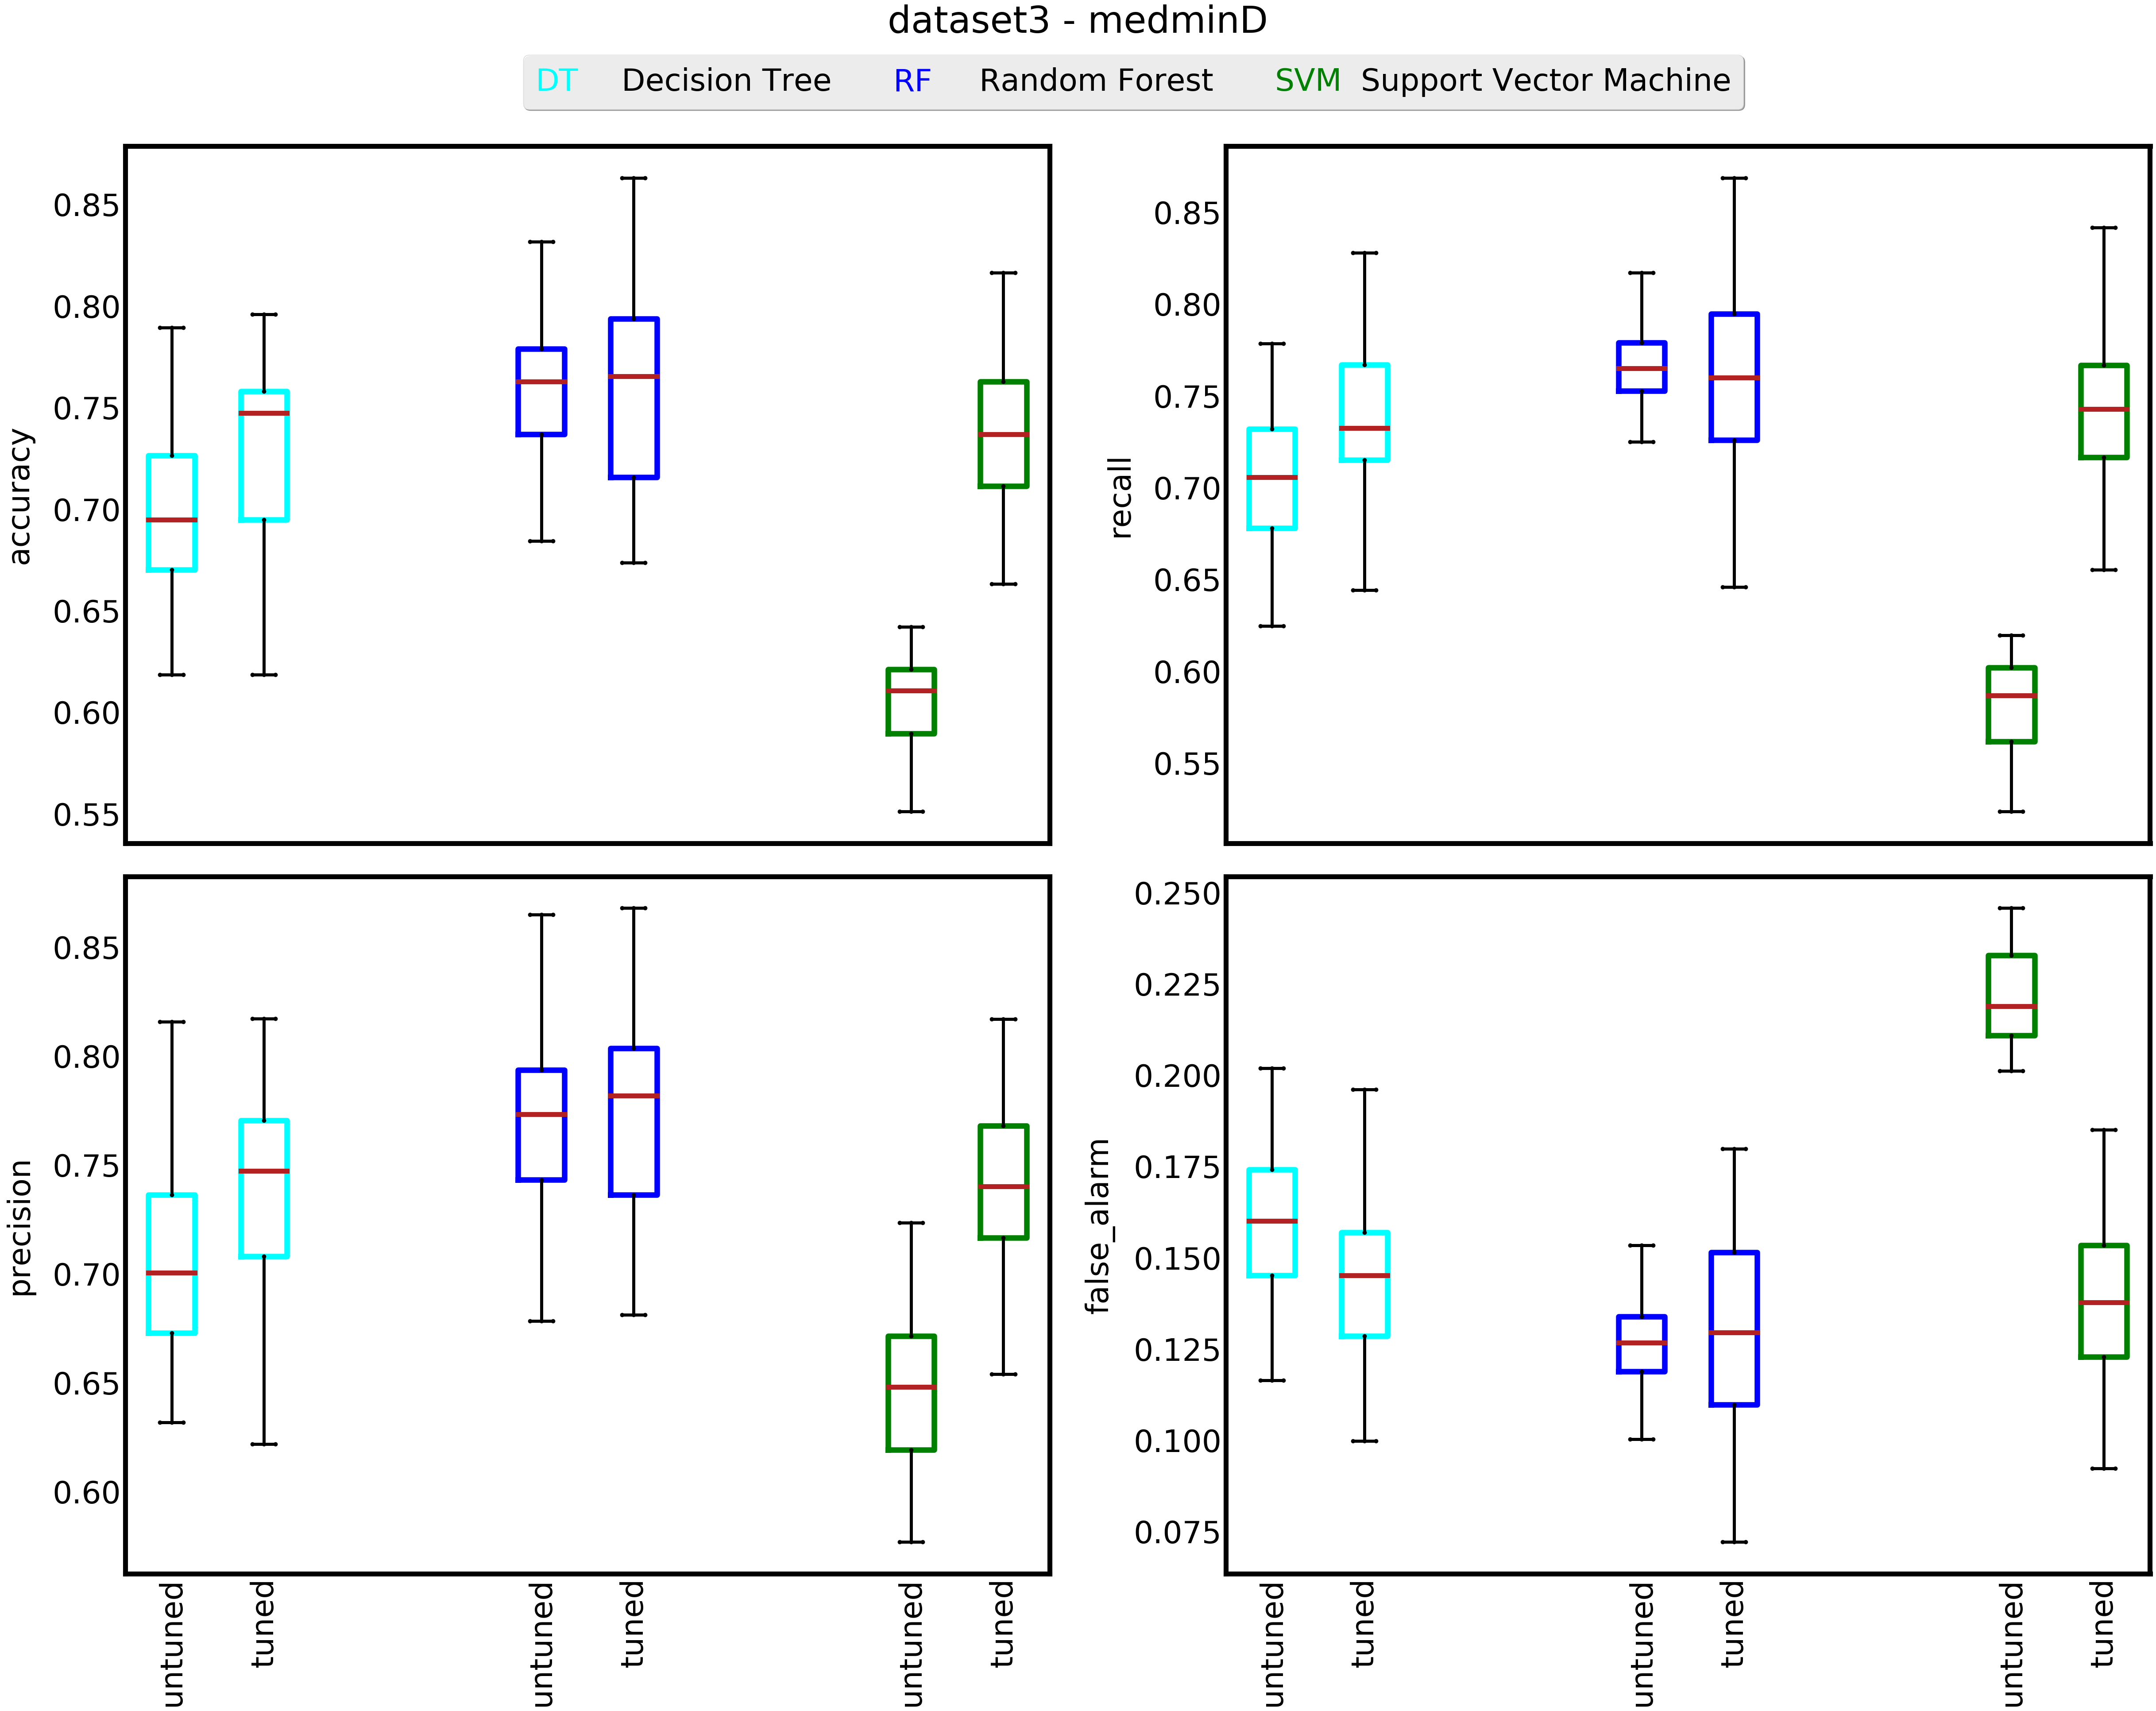 dataset3 - medminD
DT Decision Tree RF Random Forest SVM Support Vector Machine
accuracy
0.85
0.80
0.75
0.70
0.65
0.60
0.55
recall
0.85
0.80
0.75
0.70
0.65
0.60
0.55
precision
0.85
0.80
0.75
0.70
0.65
0.60
false_alarm
0.250
0.225
0.200
0.175
0.150
0.125
0.100
0.075
untuned
tuned
untuned
tuned
untuned
tuned
untuned
tuned
untuned
tuned
untuned
tuned